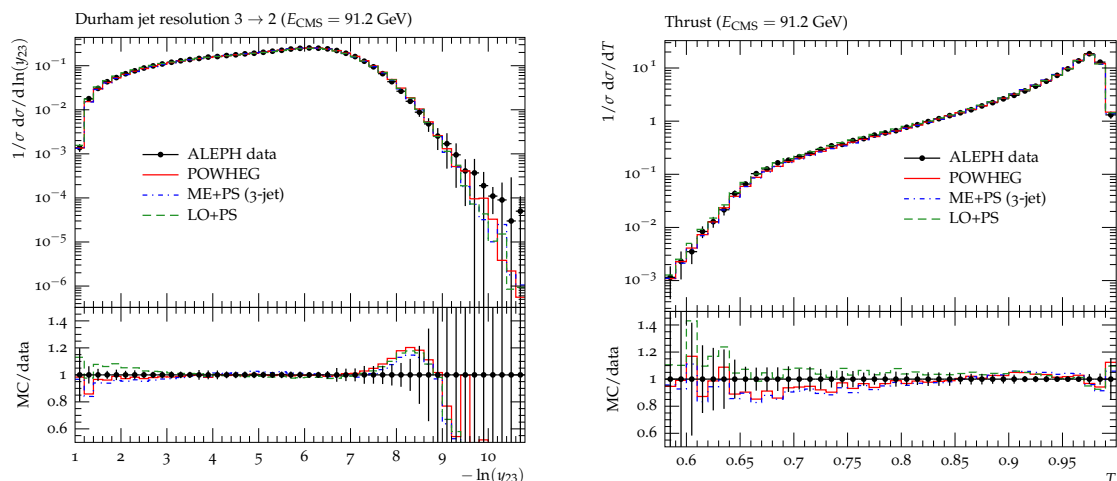 Durham jet resolution 3 → 2 (E_CMS = 91.2 GeV)
1/σ dσ/d ln(y₂₃)
10⁻¹
10⁻²
10⁻³
10⁻⁴
10⁻⁵
10⁻⁶
ALEPH data
POWHEG
ME+PS (3-jet)
LO+PS
MC/data
1.4
1.2
1
0.8
0.6
1 2 3 4 5 6 7 8 9 10
− ln(y₂₃)
Thrust (E_CMS = 91.2 GeV)
1/σ dσ/dT
10¹
1
10⁻¹
10⁻²
10⁻³
ALEPH data
POWHEG
ME+PS (3-jet)
LO+PS
MC/data
1.4
1.2
1
0.8
0.6
0.6 0.65 0.7 0.75 0.8 0.85 0.9 0.95
T